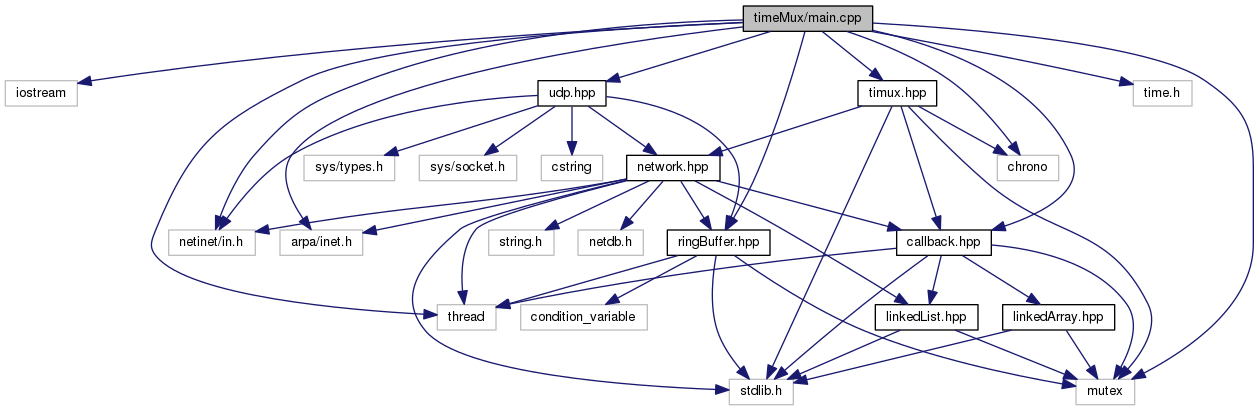 timeMux/main.cpp
iostream
udp.hpp
timux.hpp
time.h
sys/types.h
sys/socket.h
cstring
network.hpp
chrono
netinet/in.h
arpa/inet.h
string.h
netdb.h
ringBuffer.hpp
callback.hpp
thread
condition_variable
linkedList.hpp
linkedArray.hpp
stdlib.h
mutex